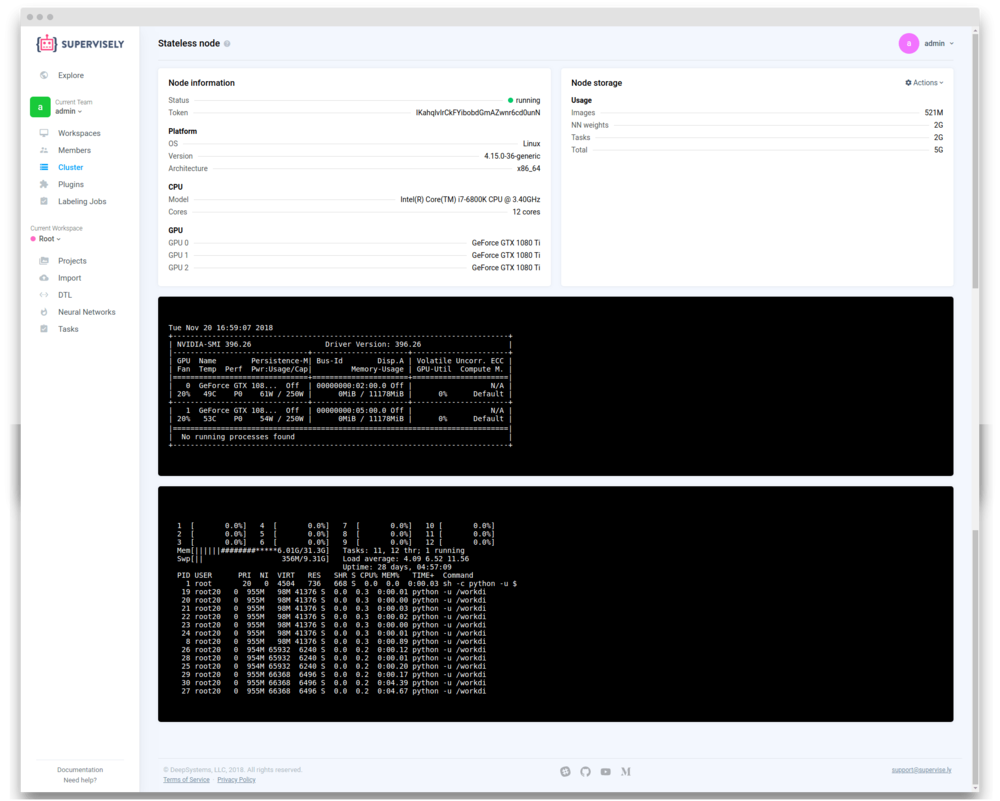 SUPERVISELY
Explore
a
Current Team
admin
Workspaces
Members
Cluster
Plugins
Labeling Jobs
Current Workspace
Root
Projects
Import
DTL
Neural Networks
Tasks
Documentation
Need help?
Stateless node ?
a admin
Node information
Status running
Token IKahqlvIrCkFYibobdGmAZwnr6cd0unN
Platform
OS Linux
Version 4.15.0-36-generic
Architecture x86_64
CPU
Model Intel(R) Core(TM) i7-6800K CPU @ 3.40GHz
Cores 12 cores
GPU
GPU 0 GeForce GTX 1080 Ti
GPU 1 GeForce GTX 1080 Ti
GPU 2 GeForce GTX 1080 Ti
Node storage
Actions
Usage
Images 521M
NN weights 2G
Tasks 2G
Total 5G
Tue Nov 20 16:59:07 2018
+-----------------------------------------------------------------------------+
| NVIDIA-SMI 396.26                 Driver Version: 396.26                    |
|-------------------------------+----------------------+----------------------+
| GPU  Name        Persistence-M| Bus-Id        Disp.A | Volatile Uncorr. ECC |
| Fan  Temp  Perf  Pwr:Usage/Cap|         Memory-Usage | GPU-Util  Compute M. |
|===============================+======================+======================|
|   0  GeForce GTX 108...  Off  | 00000000:02:00.0 Off |                  N/A |
| 20%   49C    P0    61W / 250W |      0MiB / 11178MiB |      0%      Default |
+-------------------------------+----------------------+----------------------+
|   1  GeForce GTX 108...  Off  | 00000000:05:00.0 Off |                  N/A |
| 20%   53C    P0    54W / 250W |      0MiB / 11178MiB |      0%      Default |
|=============================================================================|
|  No running processes found                                                 |
+-----------------------------------------------------------------------------+
1  [       0.0%]   4  [       0.0%]   7  [       0.0%]   10 [       0.0%]
2  [       0.0%]   5  [       0.0%]   8  [       0.0%]   11 [       0.0%]
3  [       0.0%]   6  [       0.0%]   9  [       0.0%]   12 [       0.0%]
Mem[||||||########*****6.01G/31.3G]   Tasks: 11, 12 thr; 1 running
Swp[||                  356M/9.31G]   Load average: 4.09 6.52 11.56
Uptime: 28 days, 04:57:09
PID USER      PRI  NI  VIRT   RES   SHR S CPU% MEM%   TIME+  Command
1 root       20   0  4504   736   668 S  0.0  0.0  0:00.03 sh -c python -u $
19 root20   0  955M   98M 41376 S  0.0  0.3  0:00.01 python -u /workdi
20 root20   0  955M   98M 41376 S  0.0  0.3  0:00.00 python -u /workdi
21 root20   0  955M   98M 41376 S  0.0  0.3  0:00.03 python -u /workdi
22 root20   0  955M   98M 41376 S  0.0  0.3  0:00.02 python -u /workdi
23 root20   0  955M   98M 41376 S  0.0  0.3  0:00.00 python -u /workdi
24 root20   0  955M   98M 41376 S  0.0  0.3  0:00.01 python -u /workdi
8 root20   0  955M   98M 41376 S  0.0  0.3  0:00.89 python -u /workdi
26 root20   0  954M 65932  6240 S  0.0  0.2  0:00.12 python -u /workdi
28 root20   0  954M 65932  6240 S  0.0  0.2  0:00.01 python -u /workdi
25 root20   0  954M 65932  6240 S  0.0  0.2  0:00.20 python -u /workdi
29 root20   0  955M 66368  6496 S  0.0  0.2  0:00.17 python -u /workdi
30 root20   0  955M 66368  6496 S  0.0  0.2  0:04.39 python -u /workdi
27 root20   0  955M 66368  6496 S  0.0  0.2  0:04.67 python -u /workdi
© DeepSystems, LLC, 2018. All rights reserved.
Terms of Service · Privacy Policy
support@supervise.ly